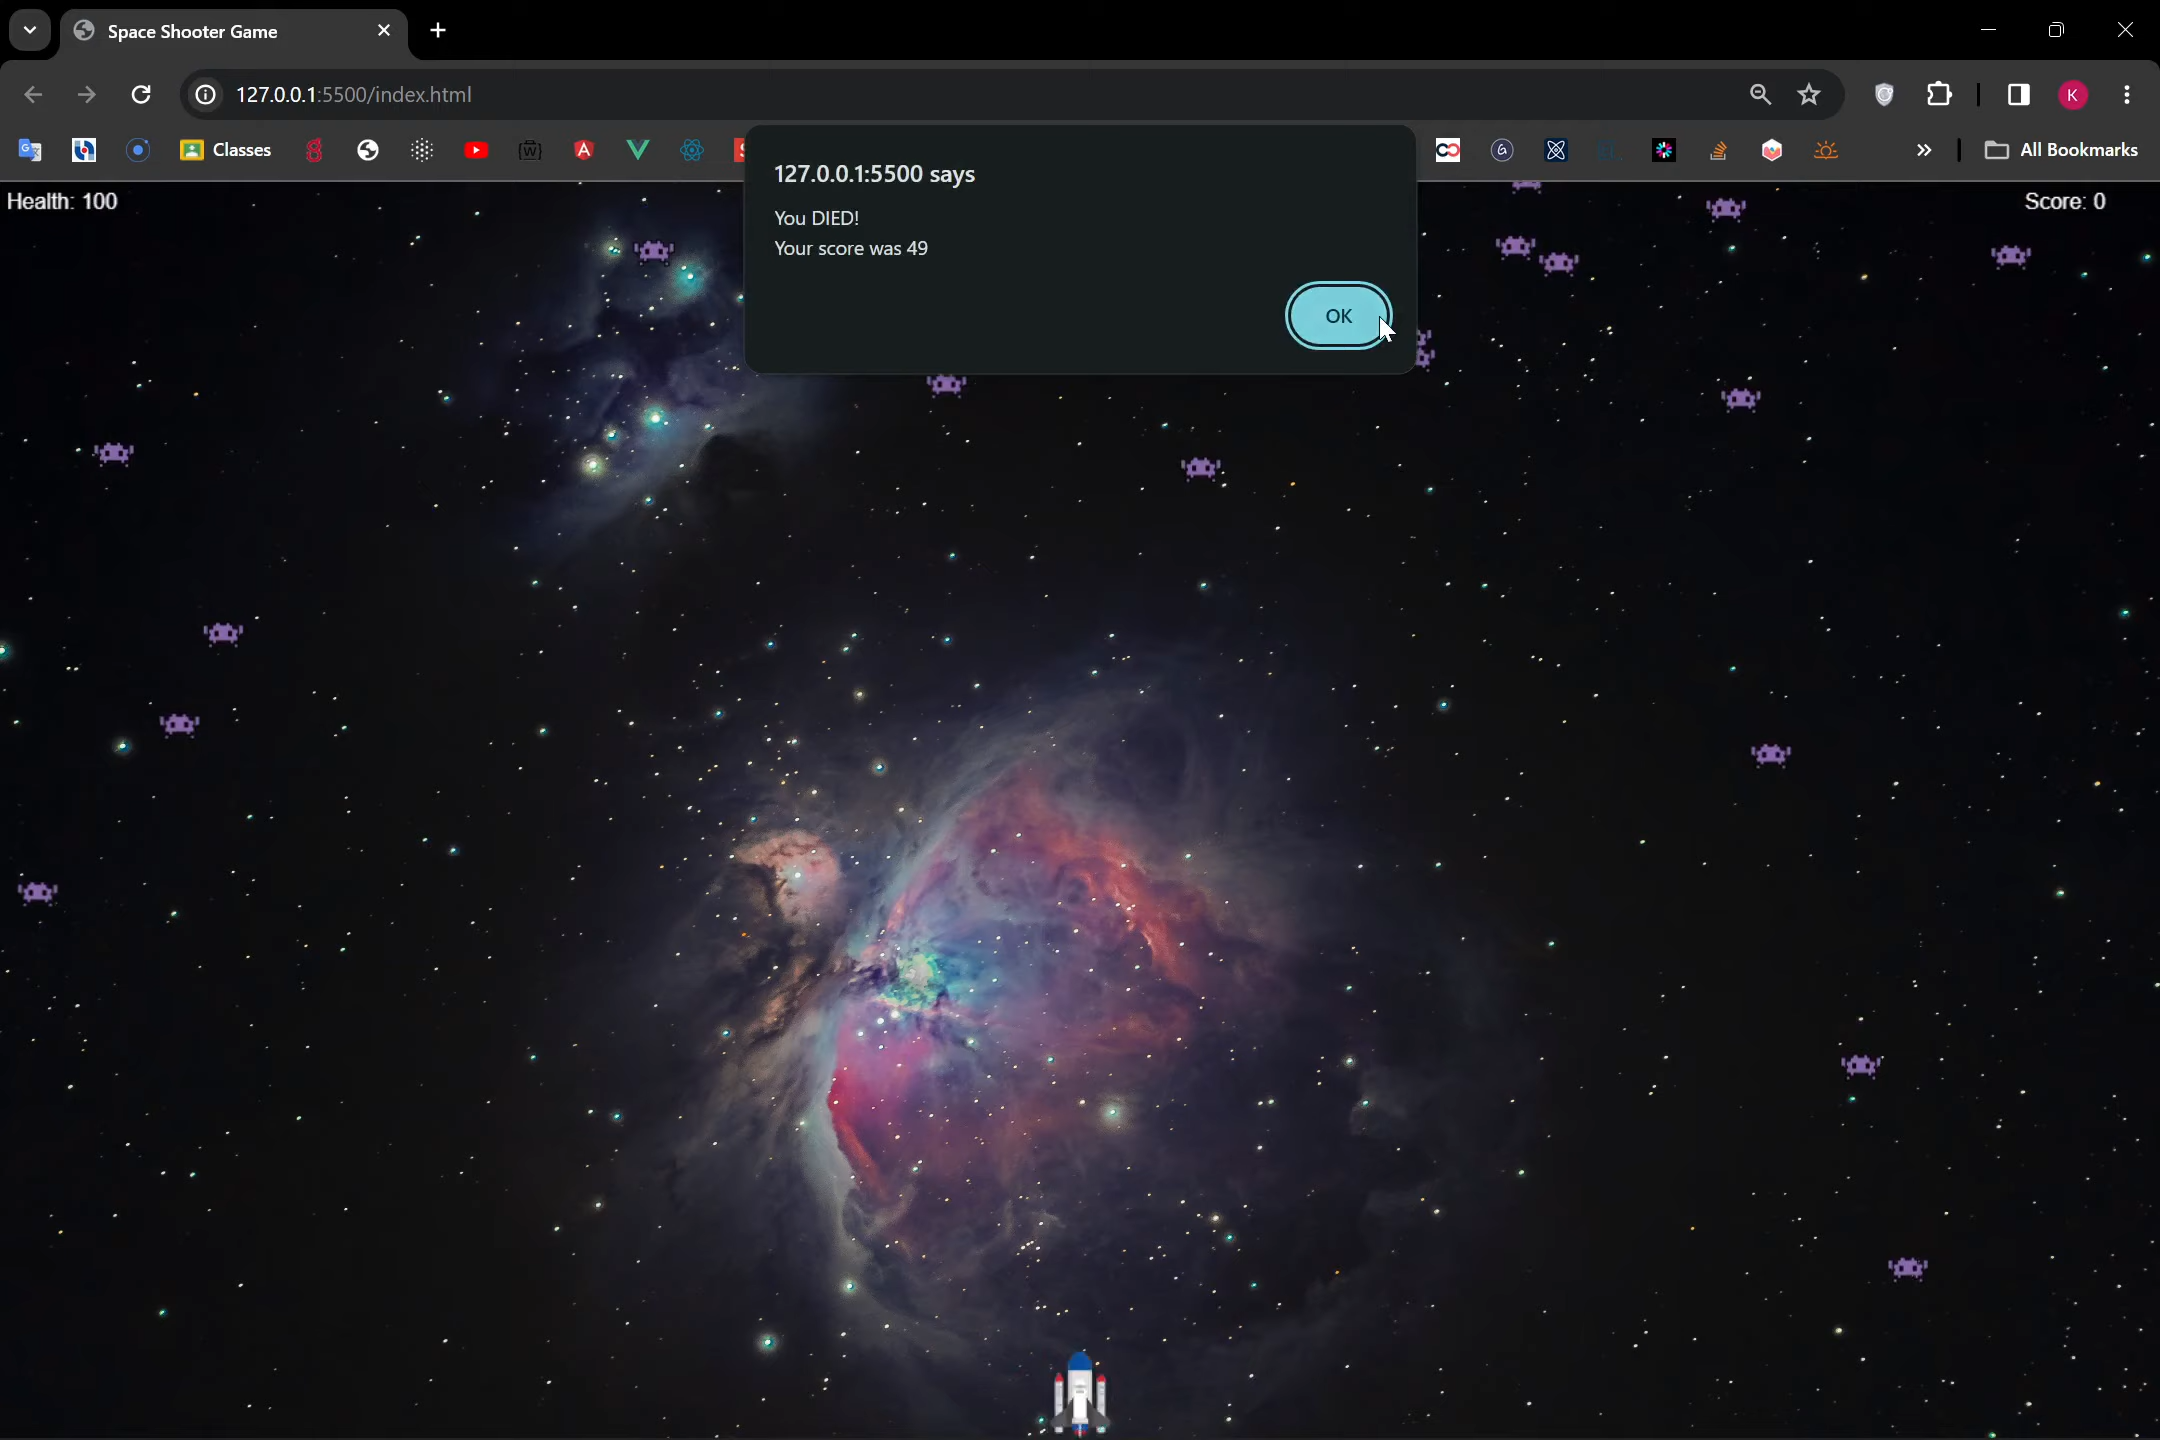 Space Shooter Game
127.0.0.1:5500/index.html
K
Classes
All Bookmarks
127.0.0.1:5500 says
You DIED!
Your score was 49
OK
Health: 100
Score: 0